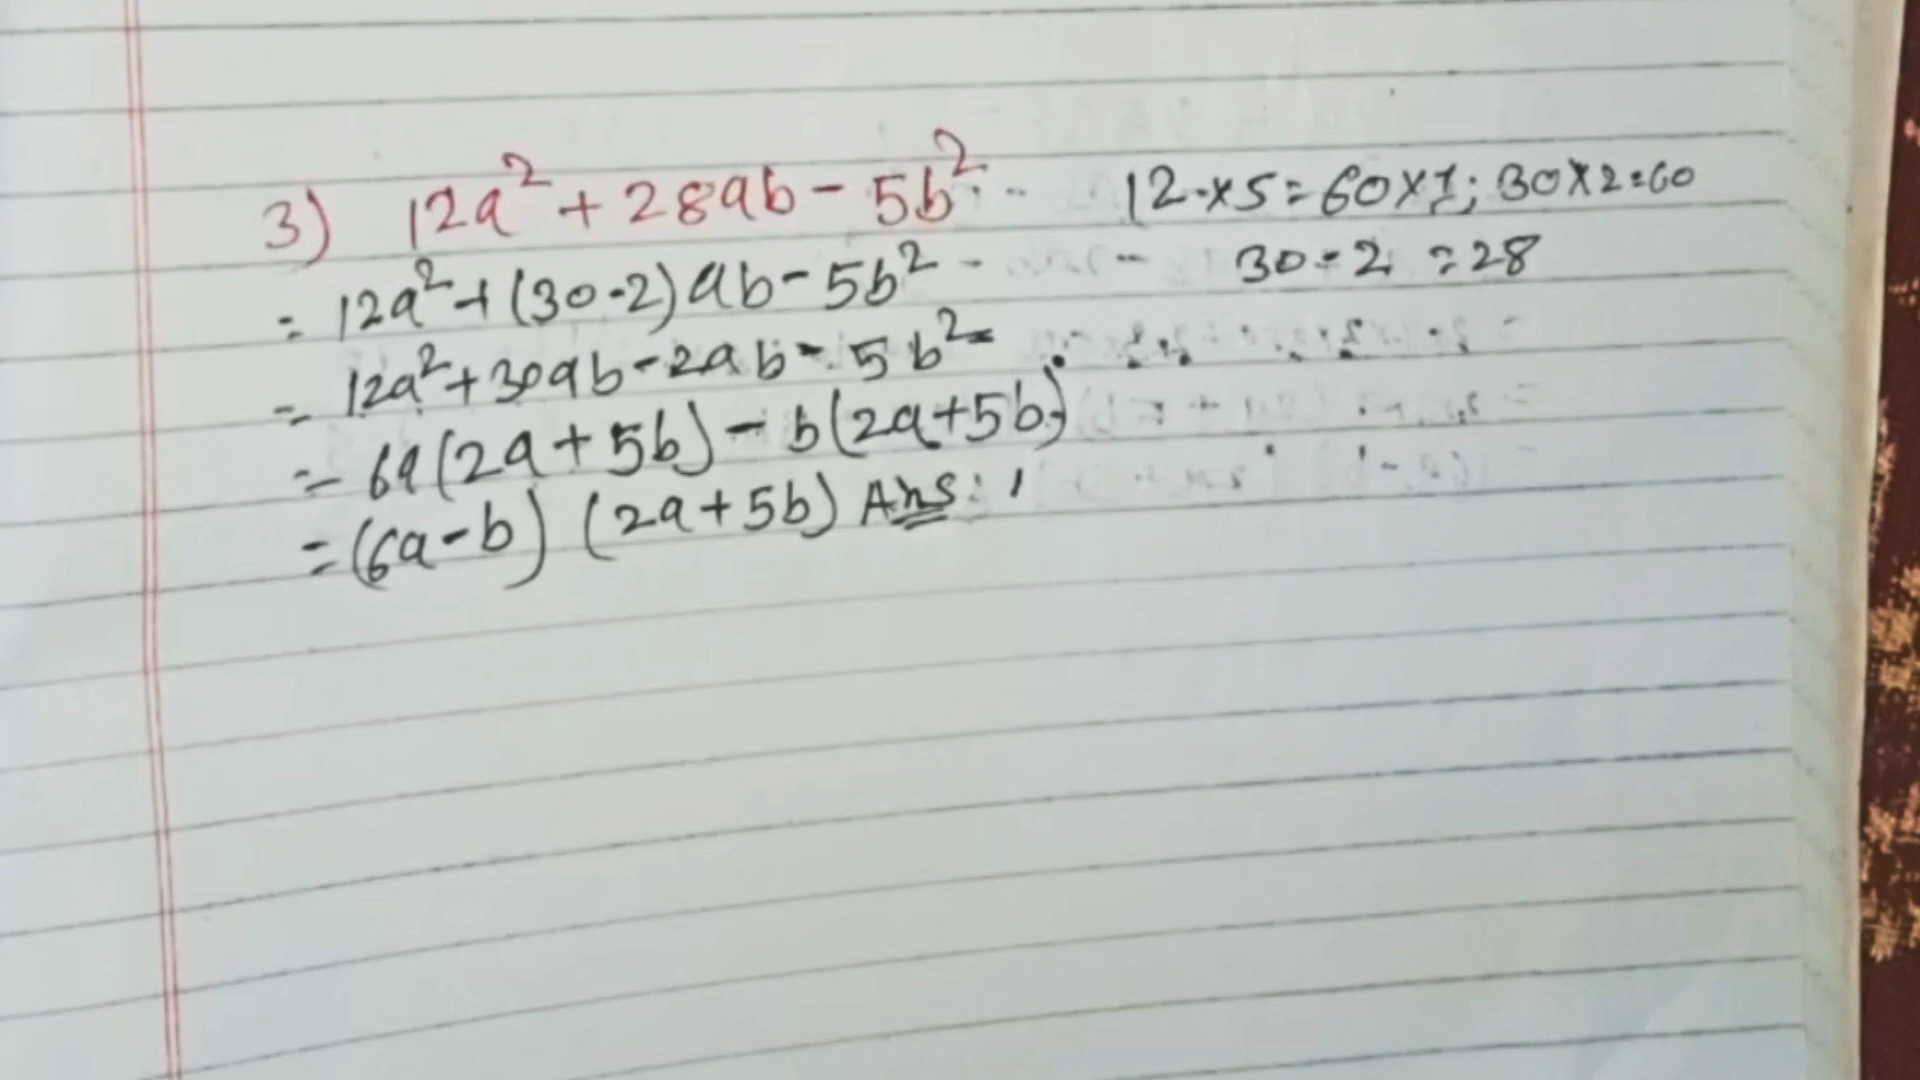 3) 12a² + 28ab - 5b² 12×5=60×1; 30×2=60
= 12a²+(30-2)ab-5b² 30-2 =28
= 12a²+30ab-2ab-5b²
= 6a(2a+5b)-b(2a+5b)
=(6a-b) (2a+5b) Ans: